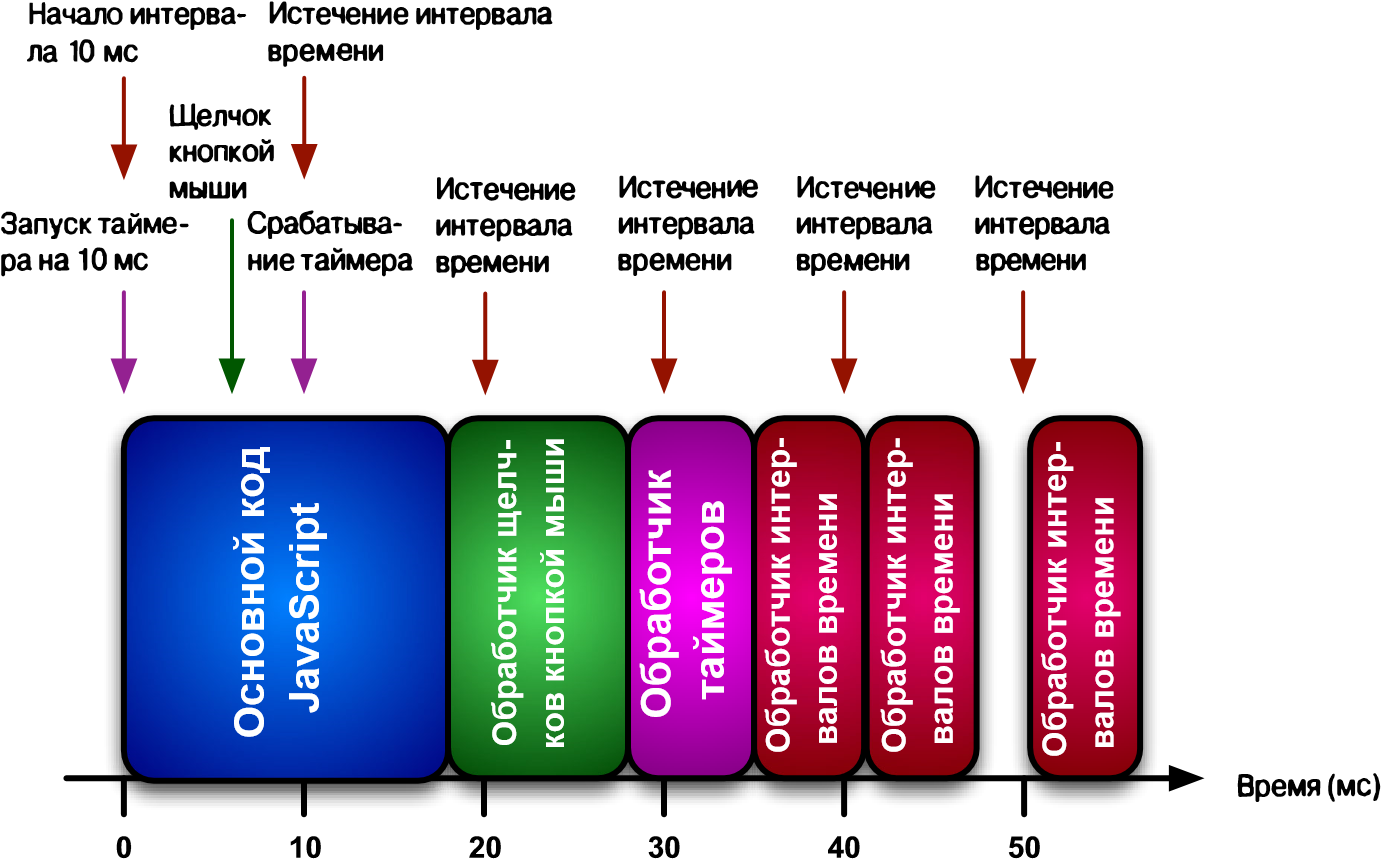 Начало интерва-
ла 10 мс
Истечение интервала
времени
Щелчок
кнопкой
мыши
Запуск тайме-
ра на 10 мс
Срабатыва-
ние таймера
Истечение
интервала
времени
Истечение
интервала
времени
Истечение
интервала
времени
Истечение
интервала
времени
Основной код
JavaScript
Обработчик щелч-
ков кнопкой мыши
Обработчик
таймеров
Обработчик интер-
валов времени
Обработчик интер-
валов времени
Обработчик интер-
валов времени
Время (мс)
0
10
20
30
40
50